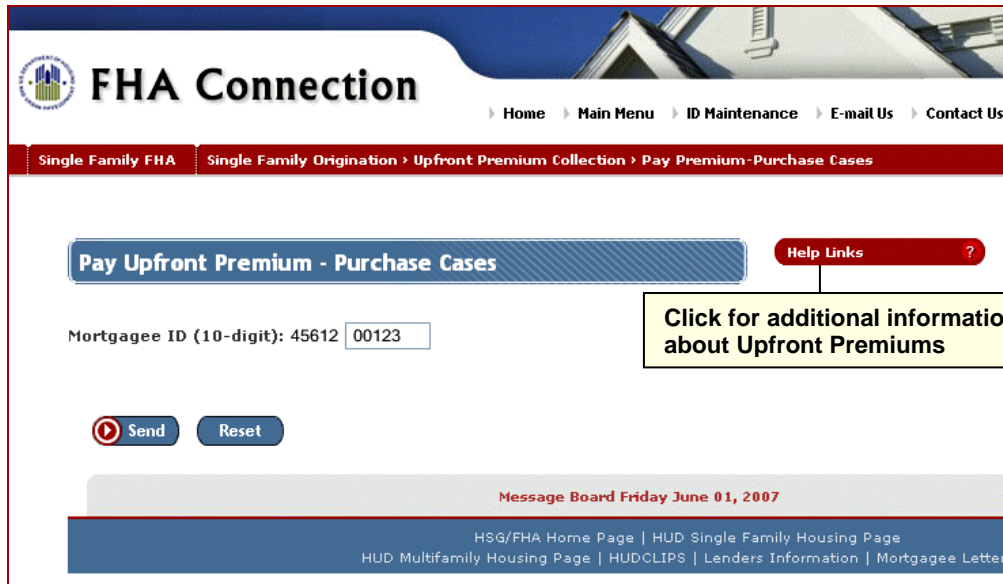 FHA Connection
Home Main Menu ID Maintenance E-mail Us Contact Us
Single Family FHA Single Family Origination › Upfront Premium Collection › Pay Premium-Purchase Cases
Pay Upfront Premium - Purchase Cases
Help Links ?
Click for additional informatio
about Upfront Premiums
Mortgagee ID (10-digit): 45612 00123
Send Reset
Message Board Friday June 01, 2007
HSG/FHA Home Page | HUD Single Family Housing Page
HUD Multifamily Housing Page | HUDCLIPS | Lenders Information | Mortgagee Letter